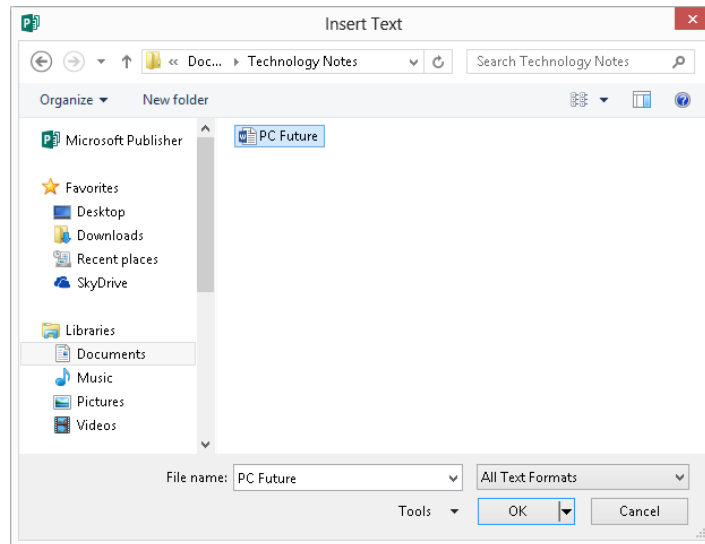 Insert Text
« Doc... Technology Notes
Search Technology Notes
Organize
New folder
Microsoft Publisher
PC Future
Favorites
Desktop
Downloads
Recent places
SkyDrive
Libraries
Documents
Music
Pictures
Videos
File name: PC Future
All Text Formats
Tools
OK
Cancel